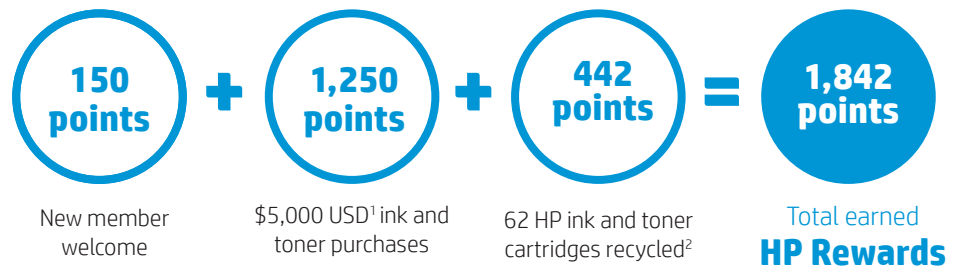 150
points
+
1,250
points
+
442
points
=
1,842
points
New member
welcome
$5,000 USD¹ ink and
toner purchases
62 HP ink and toner
cartridges recycled²
Total earned
HP Rewards